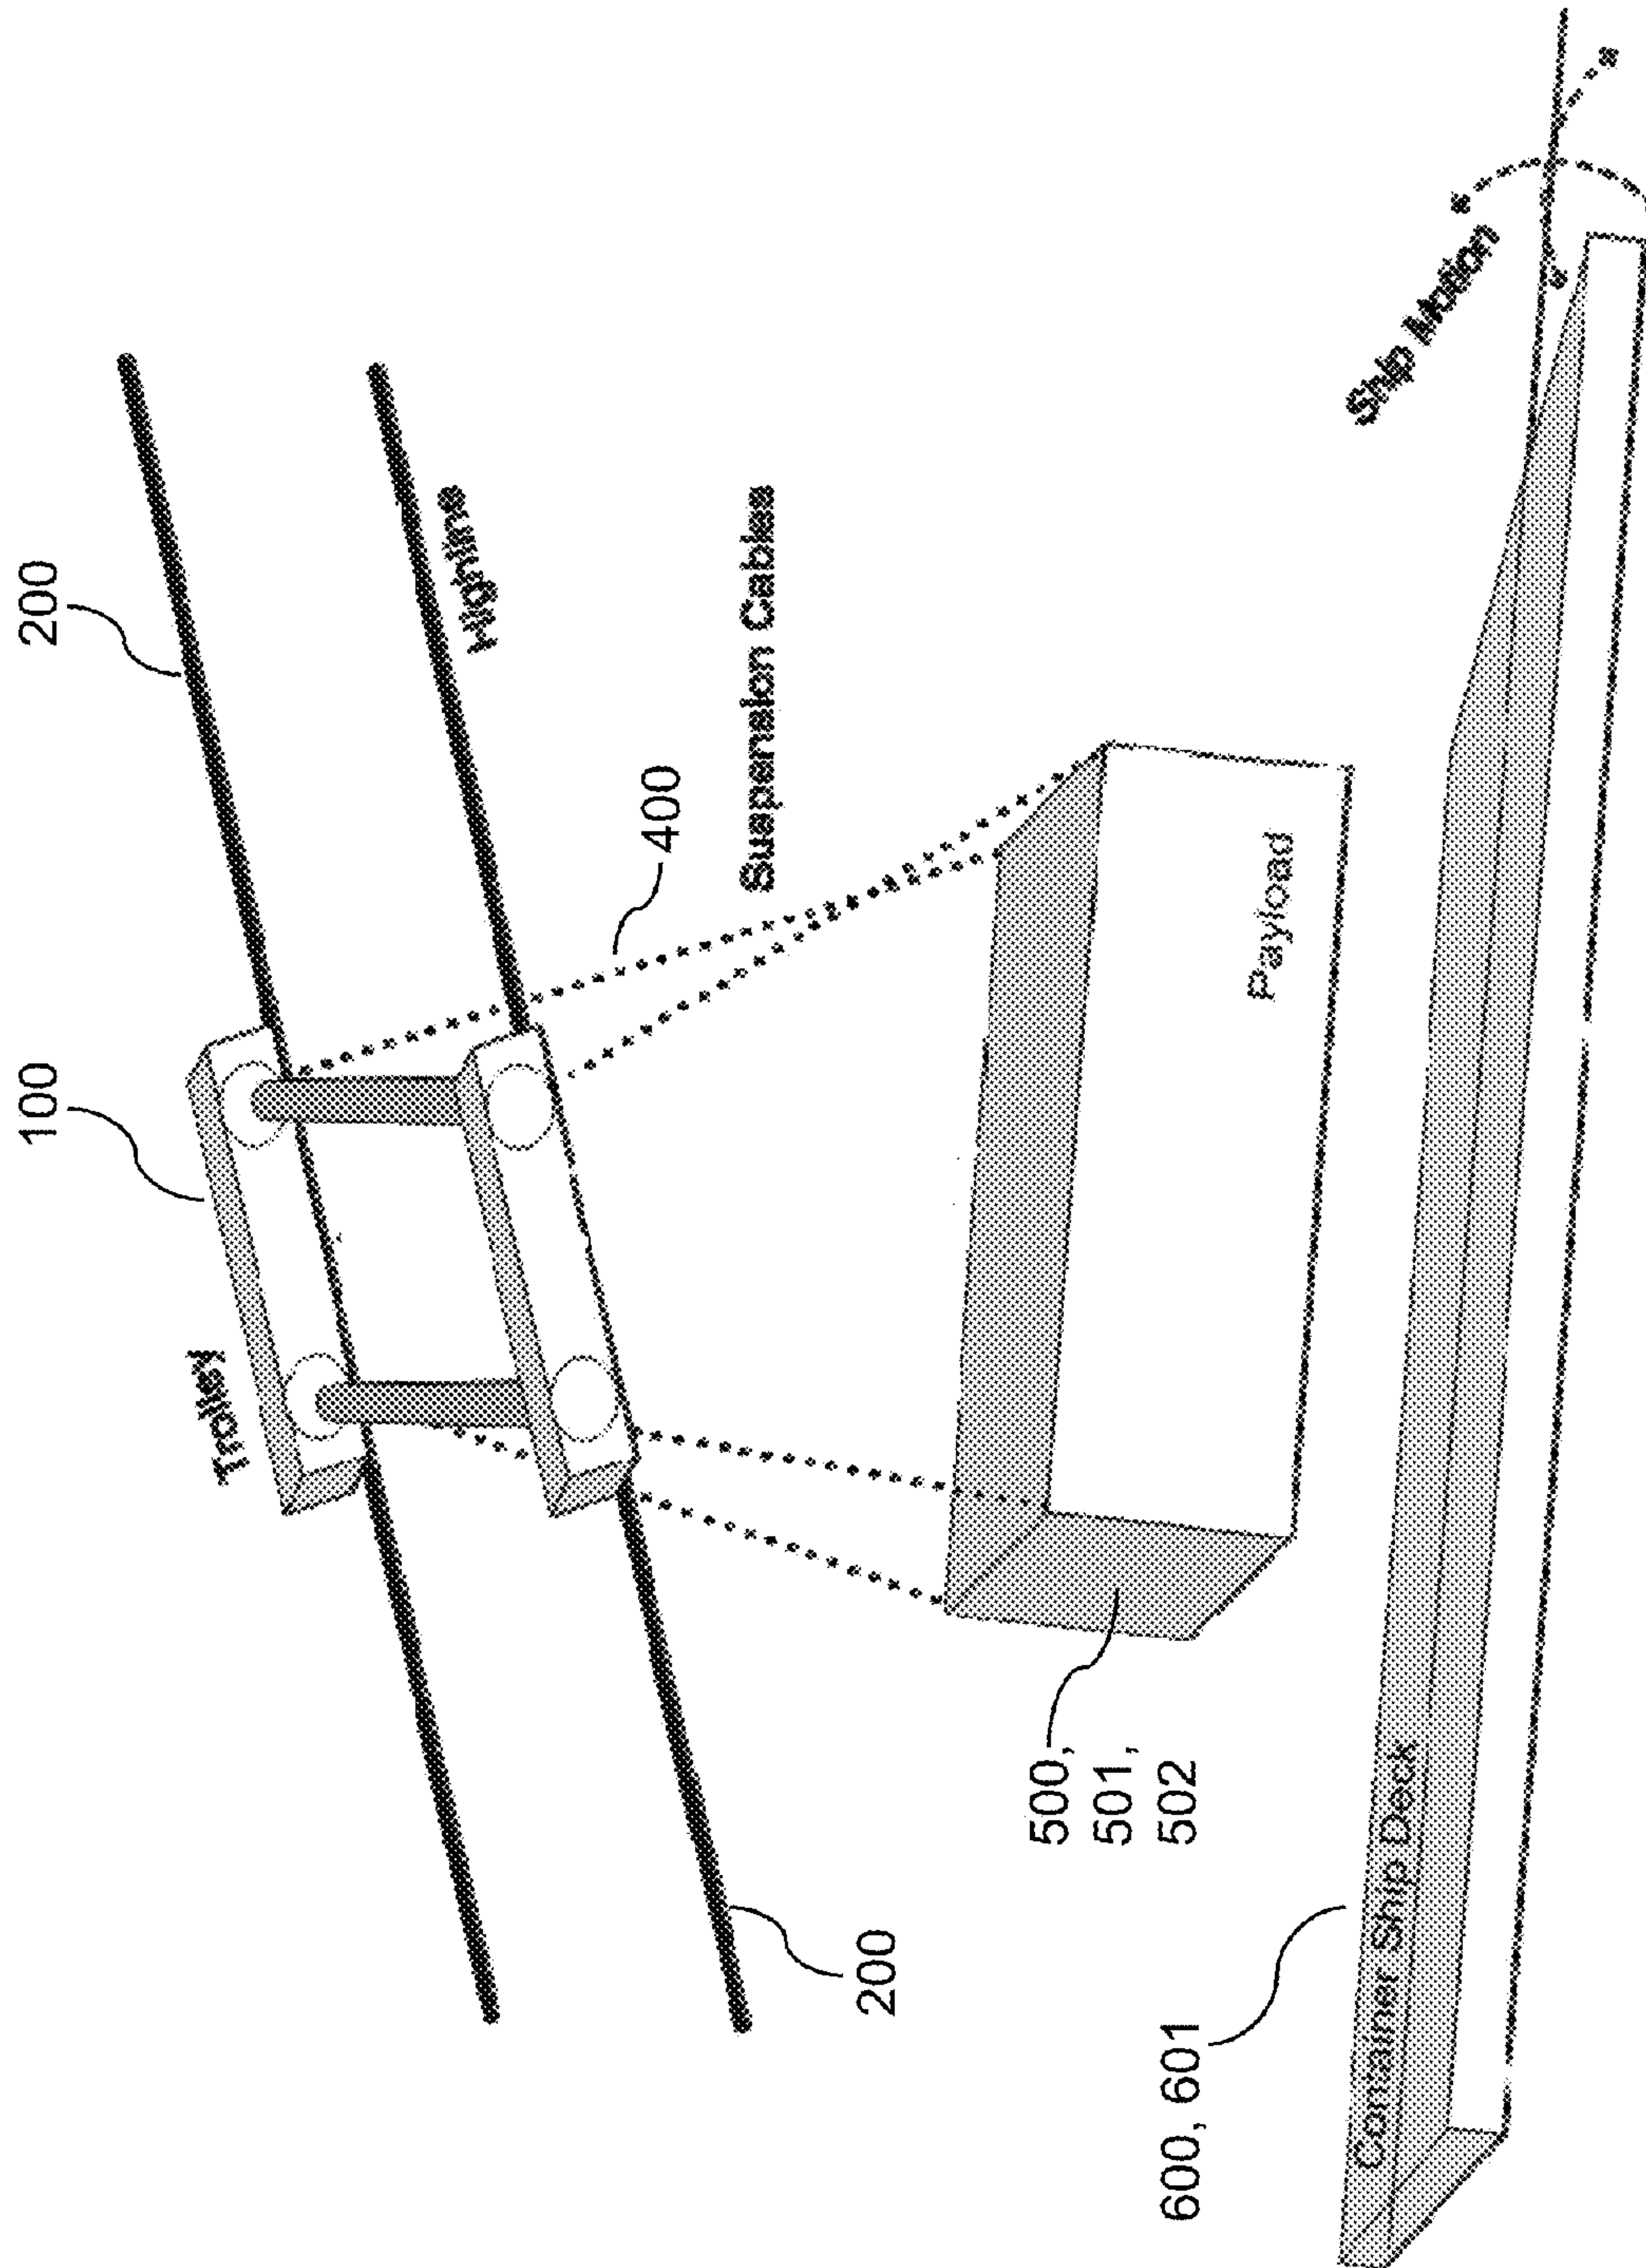 200
100
Trolley
Highline
400
Suspension Cables
200
500,
501,
502
Payload
600, 601
Container Ship Deck
Ship Motion